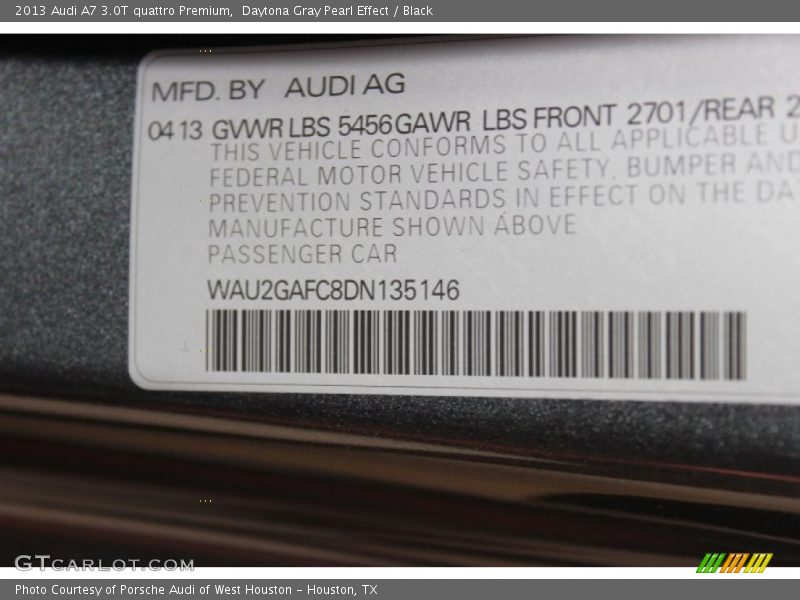 2013 Audi A7 3.0T quattro Premium,  Daytona Gray Pearl Effect / Black
MFD. BY AUDI AG
04 13 GVWR LBS 5456 GAWR LBS FRONT 2701/REAR 2
THIS VEHICLE CONFORMS TO ALL APPLICABLE
FEDERAL MOTOR VEHICLE SAFETY, BUMPER AND
PREVENTION STANDARDS IN EFFECT ON THE DA
MANUFACTURE SHOWN ABOVE
PASSENGER CAR
WAU2GAFC8DN135146
GTCARLOT.COM
Photo Courtesy of Porsche Audi of West Houston - Houston, TX